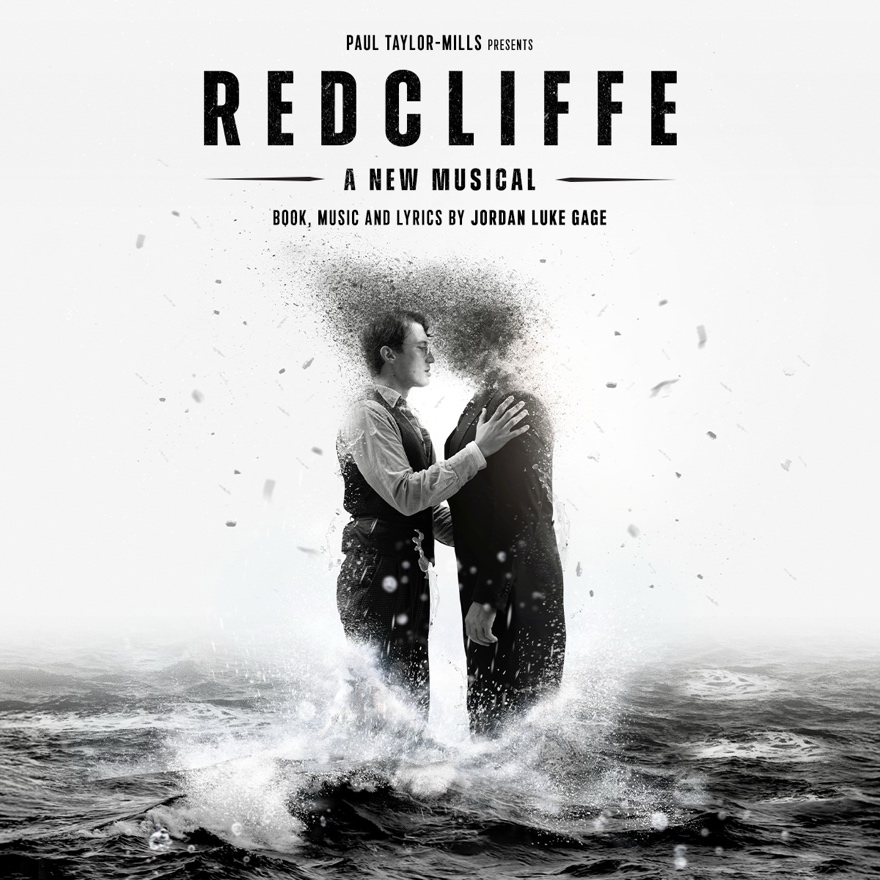 PAUL TAYLOR-MILLS PRESENTS
REDCLIFFE
A NEW MUSICAL
BOOK, MUSIC AND LYRICS BY JORDAN LUKE GAGE